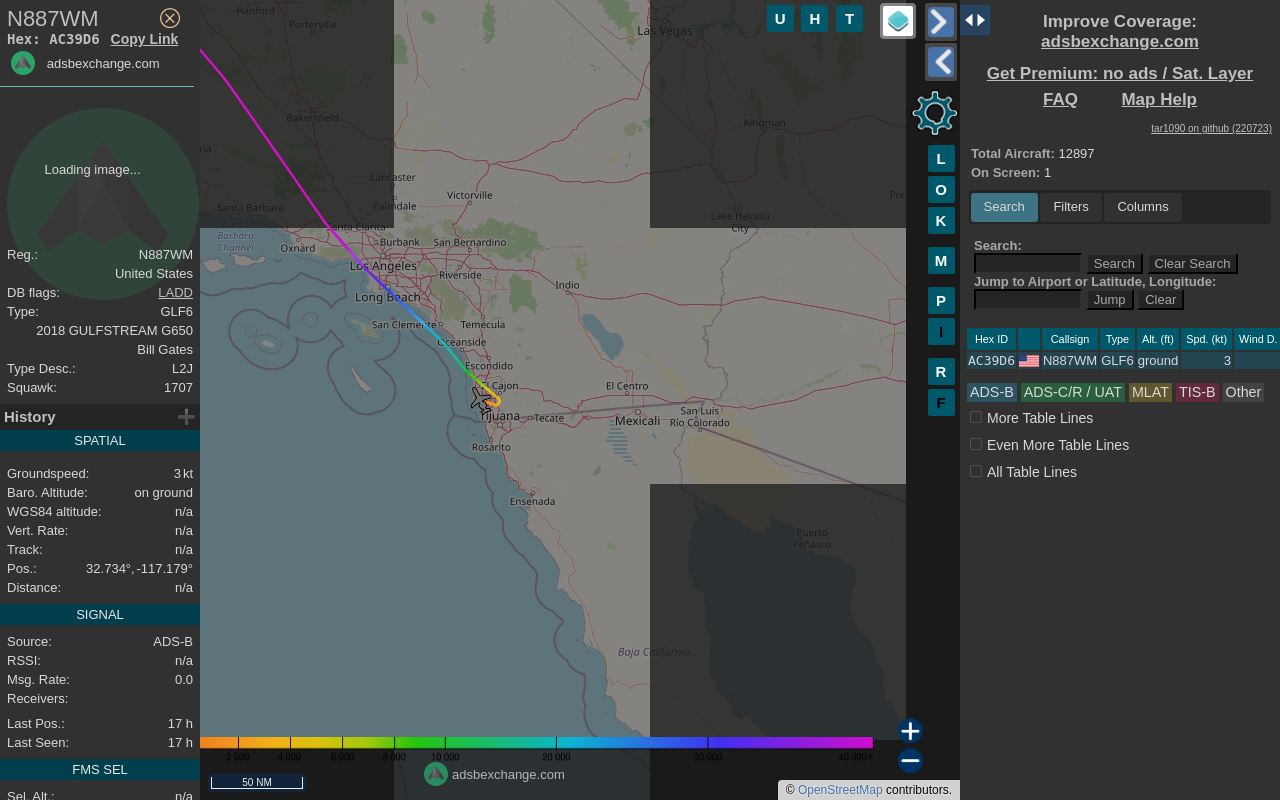 N887WM
Hex: AC39D6 Copy Link
adsbexchange.com
Loading image...
Reg.: N887WM
United States
DB flags: LADD
Type: GLF6
2018 GULFSTREAM G650
Bill Gates
Type Desc.: L2J
Squawk: 1707
History
SPATIAL
Groundspeed: 3 kt
Baro. Altitude: on ground
WGS84 altitude: n/a
Vert. Rate: n/a
Track: n/a
Pos.: 32.734°, -117.179°
Distance: n/a
SIGNAL
Source: ADS-B
RSSI: n/a
Msg. Rate: 0.0
Receivers:
Last Pos.: 17 h
Last Seen: 17 h
FMS SEL
Sel. Alt.: n/a
Hanford
Porterville
Las Vegas
Bakersfield
Kingman
Lancaster
Palmdale
Victorville
Santa Barbara
Santa Clarita
Lake Havasu
City
Barbara
Channel
Oxnard
Burbank
San Bernardino
Los Angeles
Riverside
Indio
Long Beach
San Clemente
Temecula
Oceanside
Escondido
El Cajon
El Centro
Tijuana
Tecate
Mexicali
San Luis
Río Colorado
Rosarito
Ensenada
Puerto
Peñasco
Baja California
U H T
L
O
K
M
P
I
R
F
2 000 4 000 6 000 8 000 10 000 20 000 30 000 40 000+
50 NM
adsbexchange.com
© OpenStreetMap contributors.
Improve Coverage:
adsbexchange.com
Get Premium: no ads / Sat. Layer
FAQ Map Help
tar1090 on github (220723)
Total Aircraft: 12897
On Screen: 1
Search Filters Columns
Search:
Search Clear Search
Jump to Airport or Latitude, Longitude:
Jump Clear
Hex ID Callsign Type Alt. (ft) Spd. (kt) Wind D.
AC39D6 N887WM GLF6 ground 3
ADS-B ADS-C/R / UAT MLAT TIS-B Other
More Table Lines
Even More Table Lines
All Table Lines